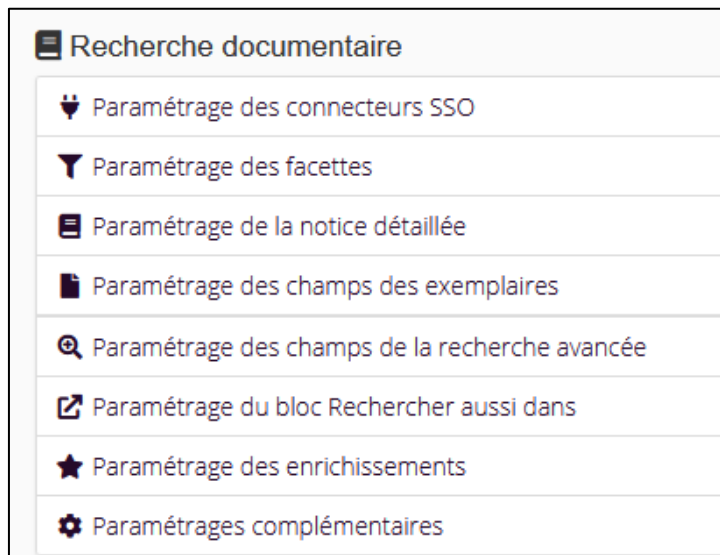 Recherche documentaire
Paramétrage des connecteurs SSO
Paramétrage des facettes
Paramétrage de la notice détaillée
Paramétrage des champs des exemplaires
Paramétrage des champs de la recherche avancée
Paramétrage du bloc Rechercher aussi dans
Paramétrage des enrichissements
Paramétrages complémentaires